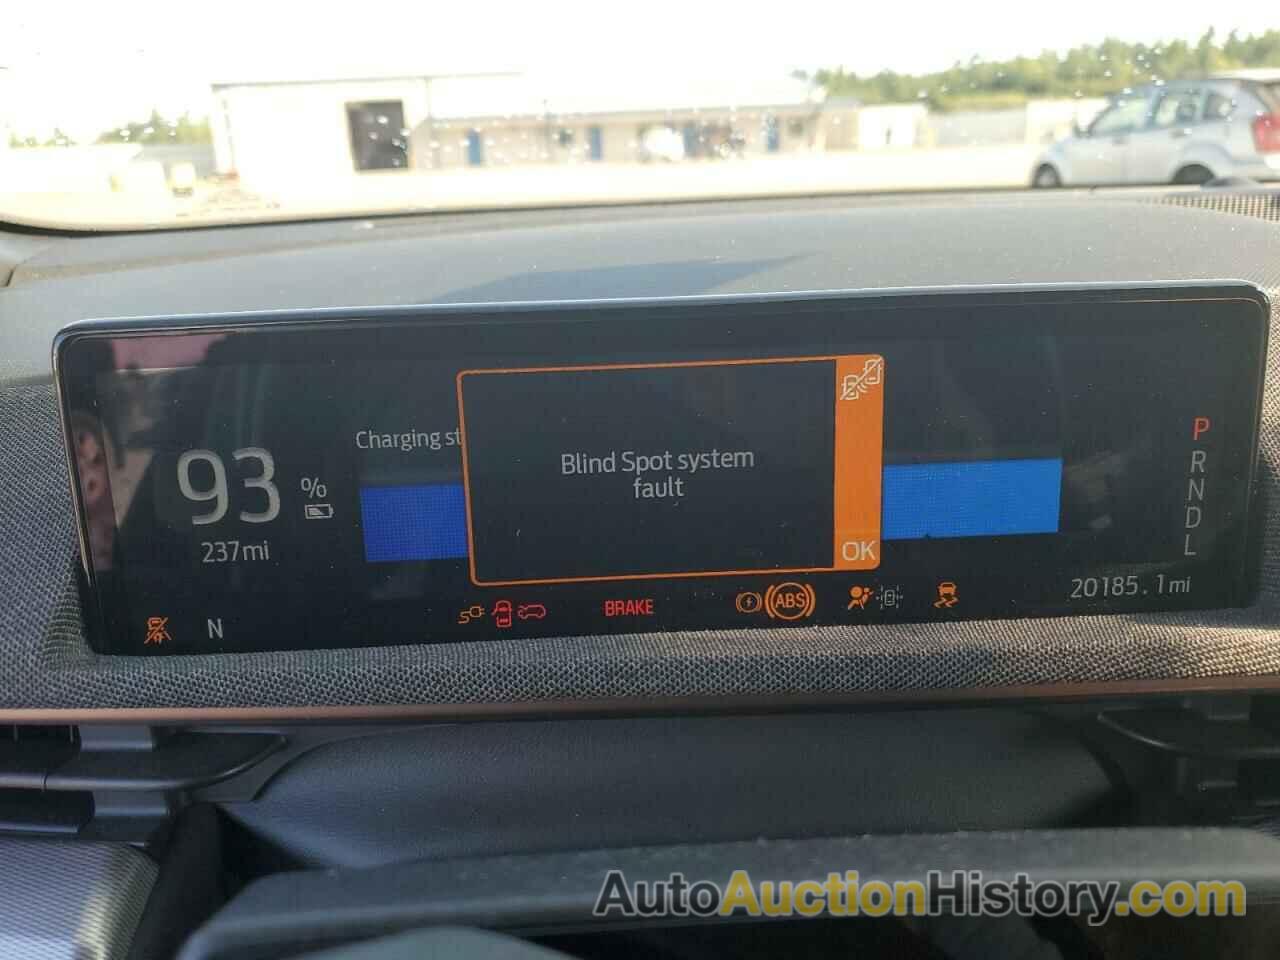 Charging st
93 %
237mi
Blind Spot system
fault
OK
P
R
N
D
L
20185.1mi
N
BRAKE
ABS
AutoAuctionHistory.com